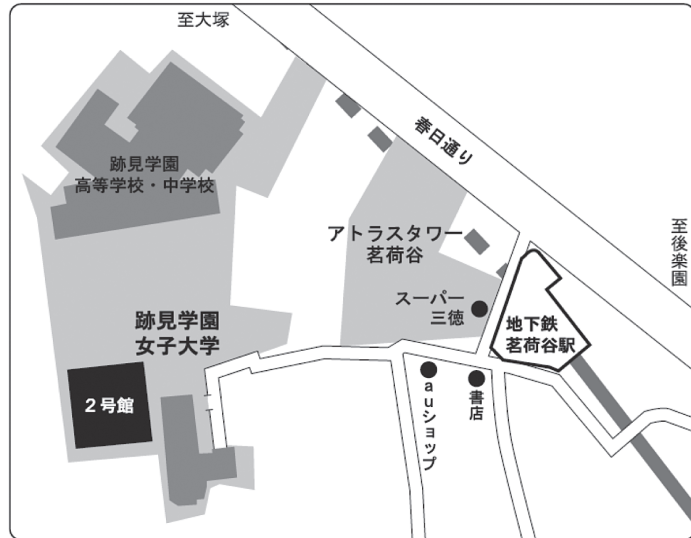 至大塚
春日通り
跡見学園
高等学校・中学校
アトラスタワー
茗荷谷
至後楽園
スーパー
三徳
地下鉄
茗荷谷駅
跡見学園
女子大学
2号館
auショップ
書店